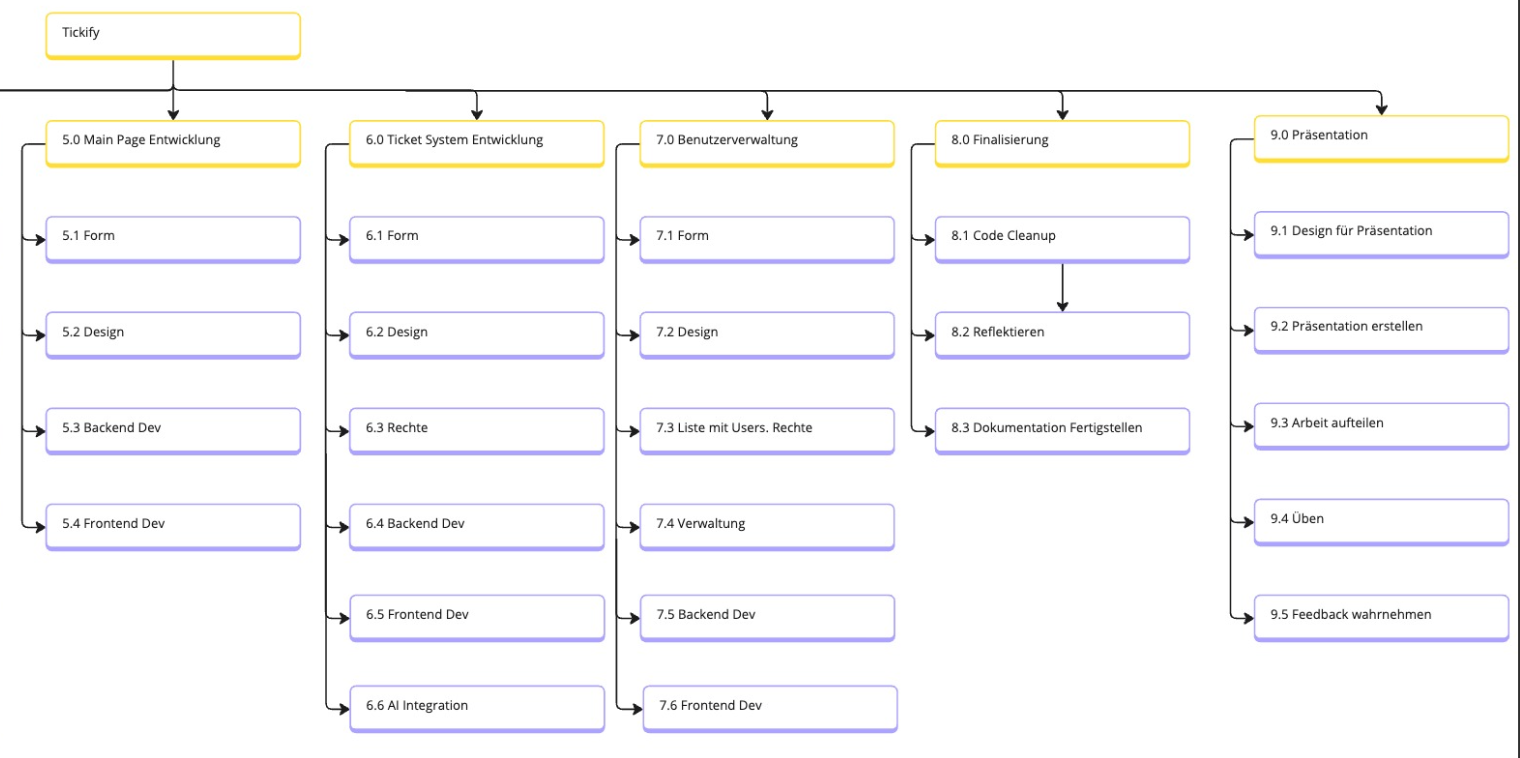 Tickify
5.0 Main Page Entwicklung
5.1 Form
5.2 Design
5.3 Backend Dev
5.4 Frontend Dev
6.0 Ticket System Entwicklung
6.1 Form
6.2 Design
6.3 Rechte
6.4 Backend Dev
6.5 Frontend Dev
6.6 AI Integration
7.0 Benutzerverwaltung
7.1 Form
7.2 Design
7.3 Liste mit Users. Rechte
7.4 Verwaltung
7.5 Backend Dev
7.6 Frontend Dev
8.0 Finalisierung
8.1 Code Cleanup
8.2 Reflektieren
8.3 Dokumentation Fertigstellen
9.0 Präsentation
9.1 Design für Präsentation
9.2 Präsentation erstellen
9.3 Arbeit aufteilen
9.4 Üben
9.5 Feedback wahrnehmen